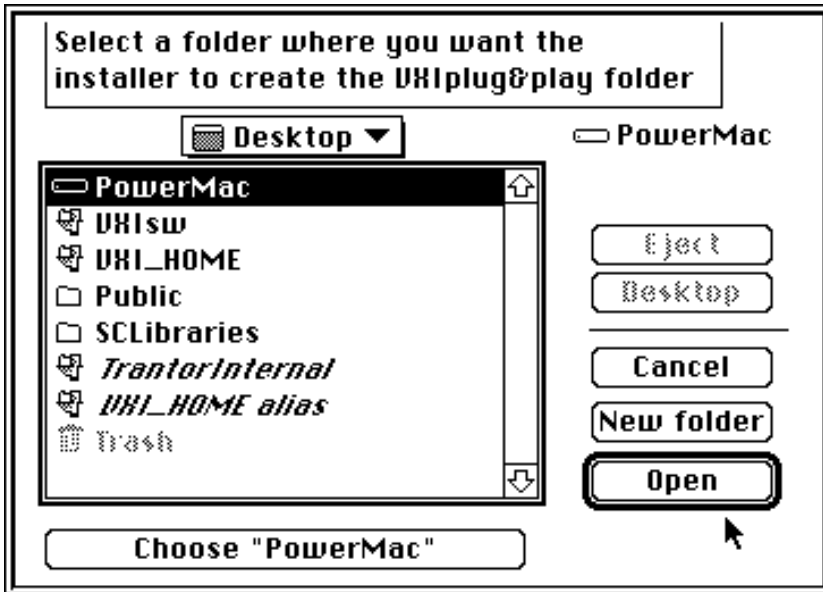 Select a folder where you want the
installer to create the VXIplug&play folder
Desktop
PowerMac
PowerMac
VXIsw
VXI_HOME
Public
SCLibraries
TrantorInternal
VXI_HOME alias
Trash
Eject
Desktop
Cancel
New folder
Open
Choose "PowerMac"